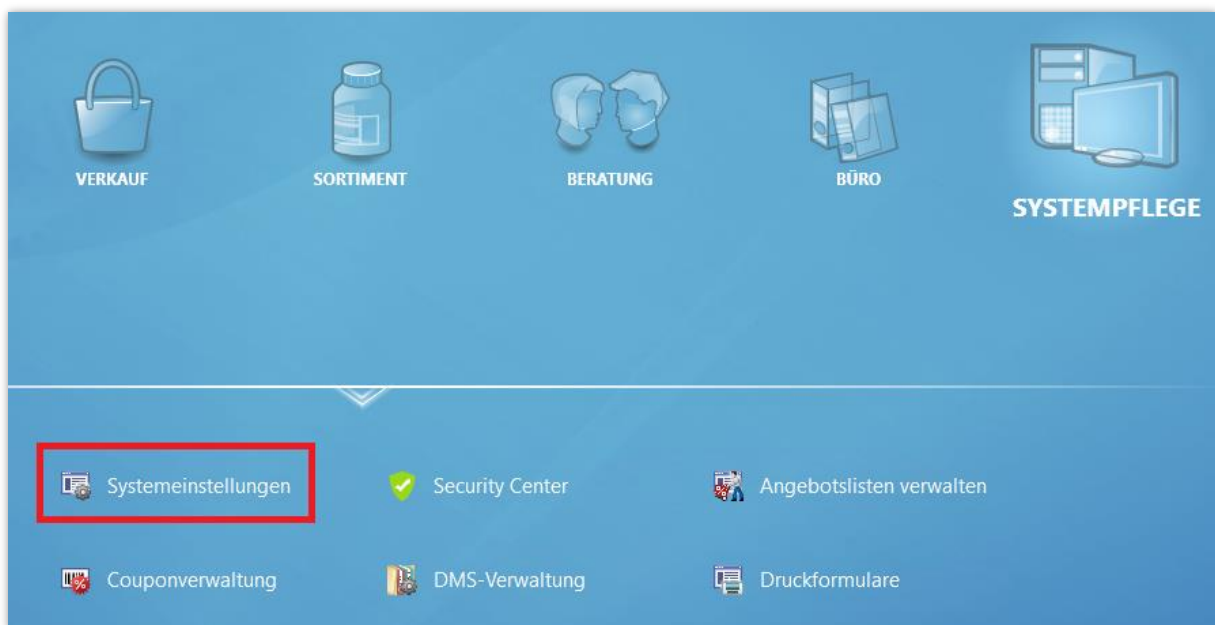 VERKAUF SORTIMENT BERATUNG BÜRO
SYSTEMPFLEGE
Systemeinstellungen Security Center Angebotslisten verwalten
Couponverwaltung DMS-Verwaltung Druckformulare